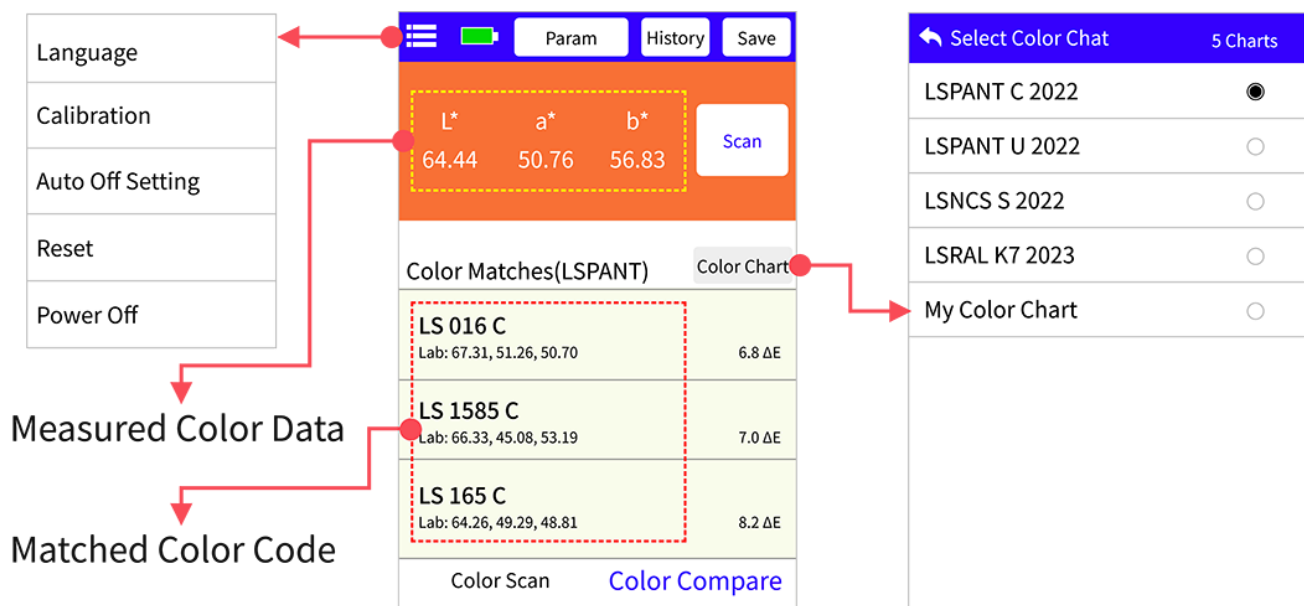 Language
Calibration
Auto Off Setting
Reset
Power Off
Measured Color Data
Matched Color Code
Param
History
Save
L* a* b*
64.44 50.76 56.83
Scan
Color Matches(LSPANT)
Color Chart
LS 016 C
Lab: 67.31, 51.26, 50.70 6.8 ΔE
LS 1585 C
Lab: 66.33, 45.08, 53.19 7.0 ΔE
LS 165 C
Lab: 64.26, 49.29, 48.81 8.2 ΔE
Color Scan Color Compare
Select Color Chat 5 Charts
LSPANT C 2022
LSPANT U 2022
LSNCS S 2022
LSRAL K7 2023
My Color Chart